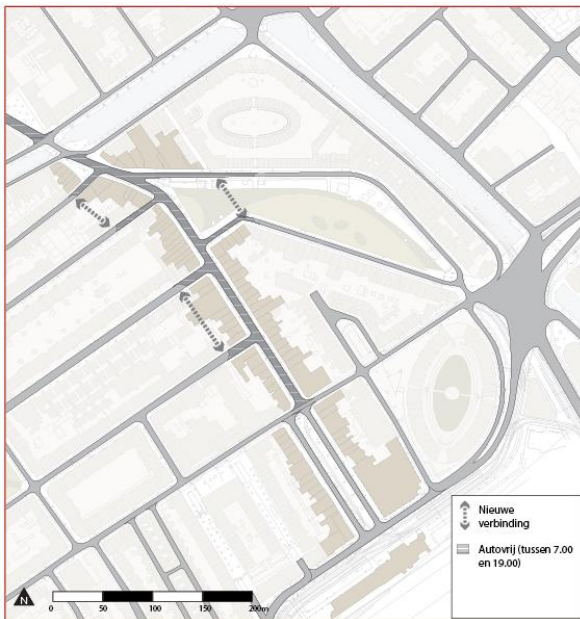 Nieuwe
verbinding
Autovrij (tussen 7.00
en 19.00)
N
0 50 100 150 200m